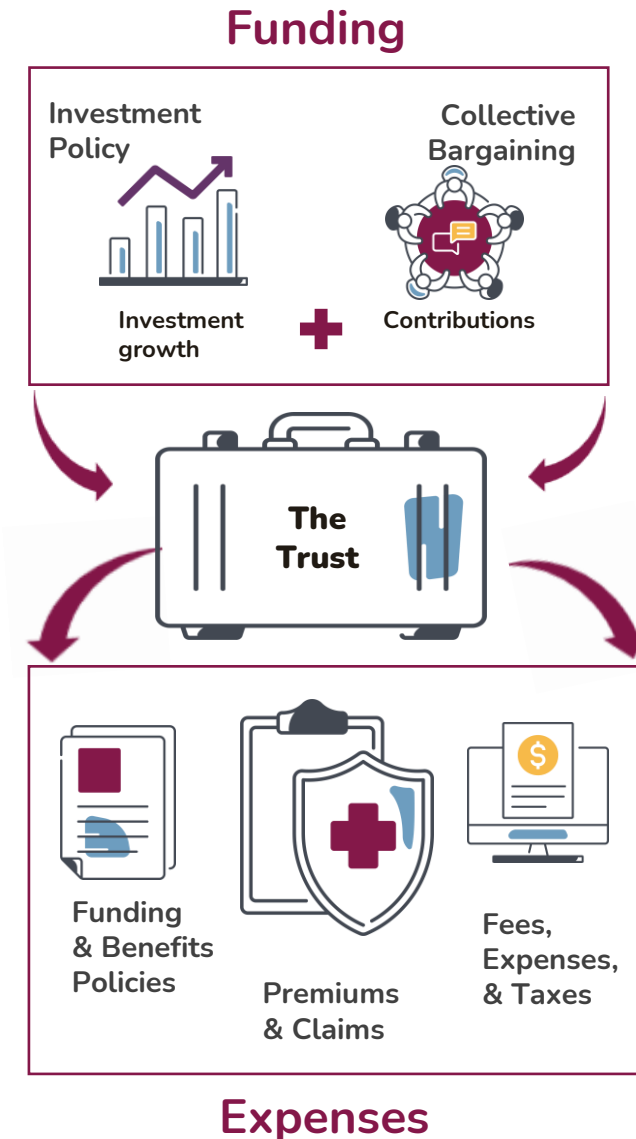 Funding
Investment
Policy
Collective
Bargaining
Investment
growth
Contributions
The
Trust
$
Funding
& Benefits
Policies
Premiums
& Claims
Fees,
Expenses,
& Taxes
Expenses